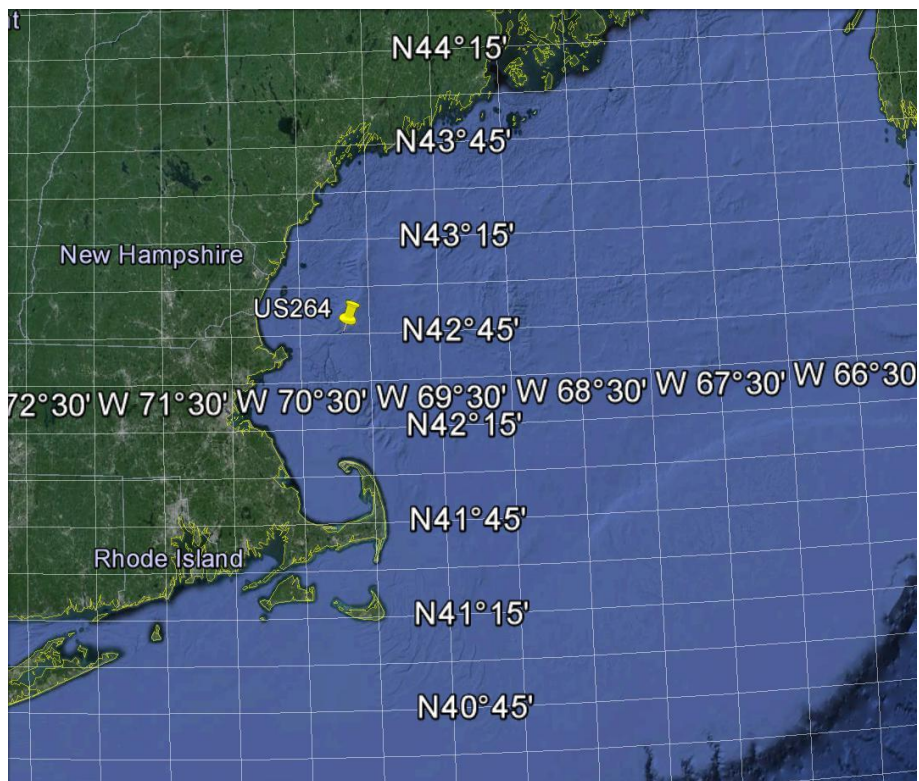 t
N44°15'
N43°45'
N43°15'
New Hampshire
US264
N42°45'
72°30' W 71°30' W 70°30' W 69°30' W 68°30' W 67°30' W 66°30
N42°15'
N41°45'
Rhode Island
N41°15'
N40°45'